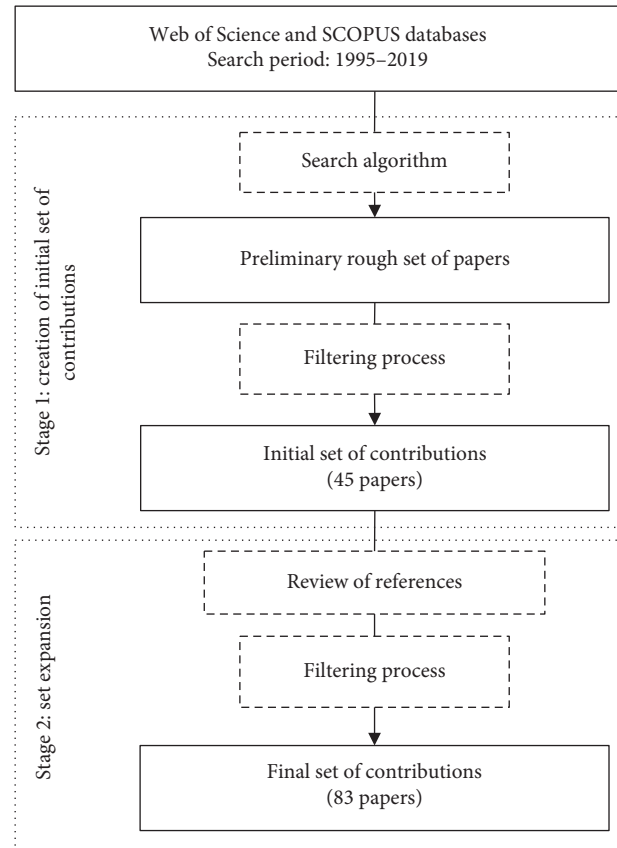 Web of Science and SCOPUS databases
Search period: 1995–2019
Stage 1: creation of initial set of
contributions
Search algorithm
Preliminary rough set of papers
Filtering process
Initial set of contributions
(45 papers)
Stage 2: set expansion
Review of references
Filtering process
Final set of contributions
(83 papers)